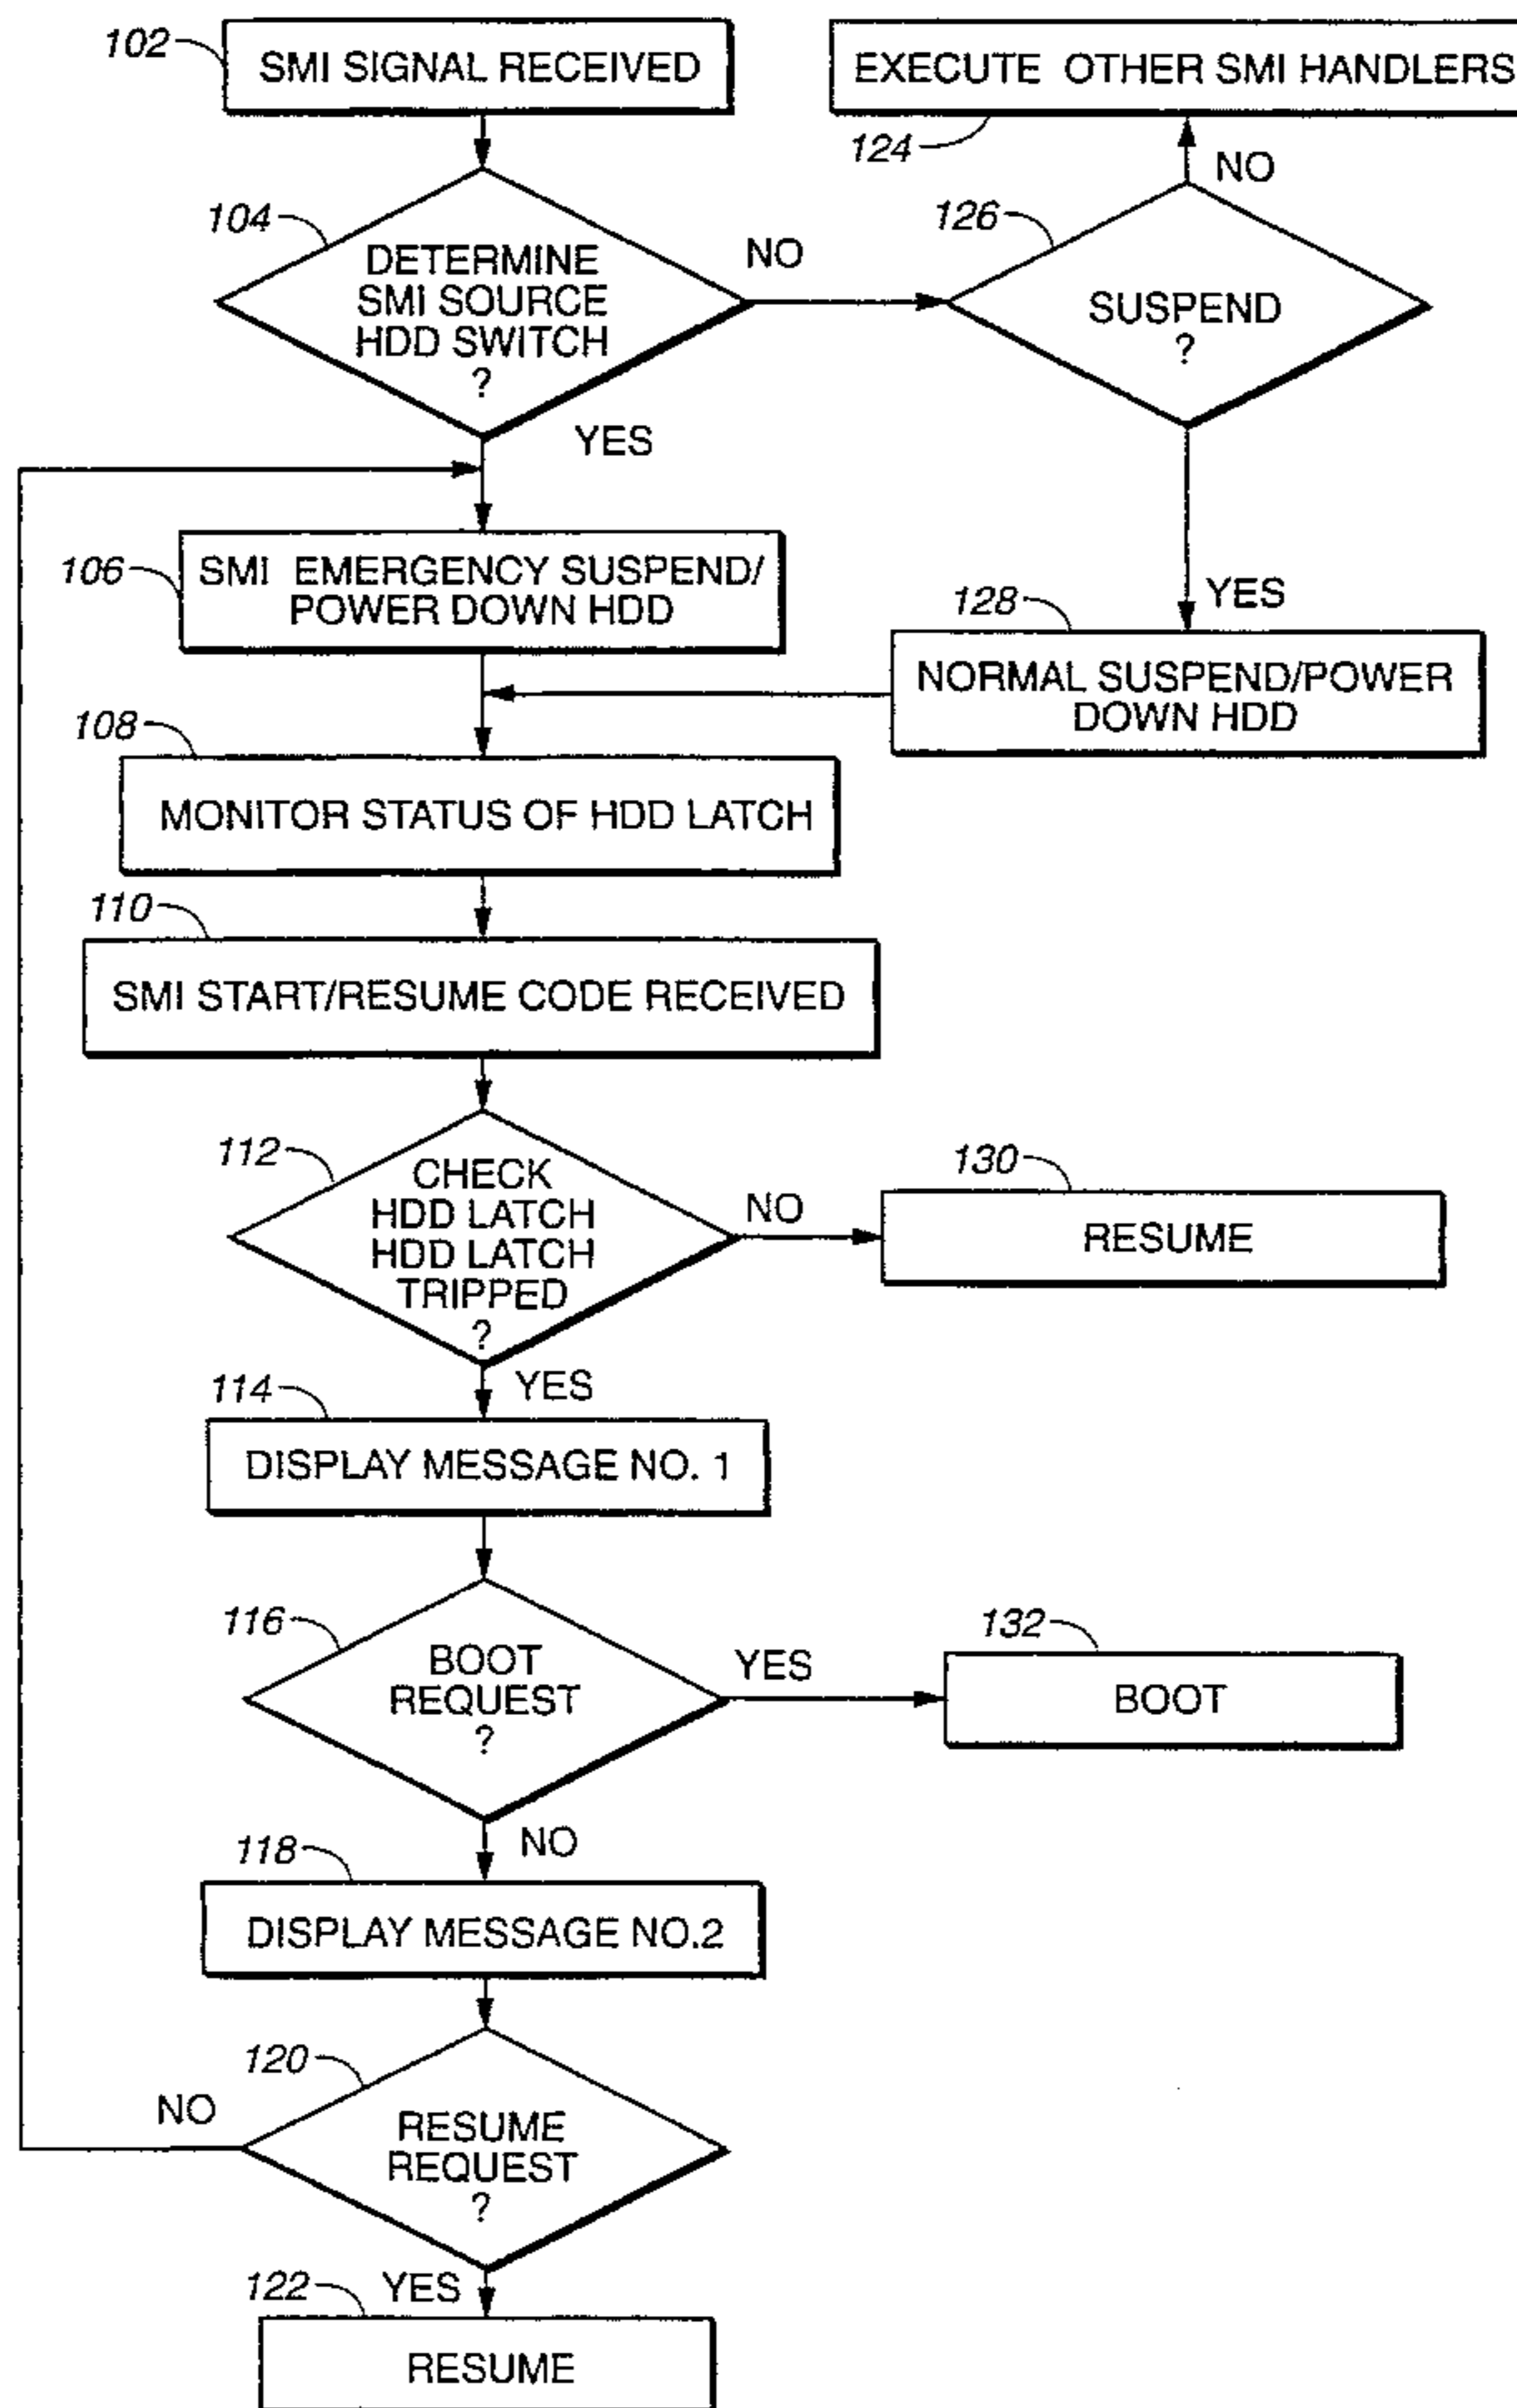 102
SMI SIGNAL RECEIVED
EXECUTE OTHER SMI HANDLERS
124
NO
104
DETERMINE
SMI SOURCE
HDD SWITCH
?
NO
126
SUSPEND
?
YES
106
SMI EMERGENCY SUSPEND/
POWER DOWN HDD
YES
128
NORMAL SUSPEND/POWER
DOWN HDD
108
MONITOR STATUS OF HDD LATCH
110
SMI START/RESUME CODE RECEIVED
112
CHECK
HDD LATCH
HDD LATCH
TRIPPED
?
NO
130
RESUME
YES
114
DISPLAY MESSAGE NO. 1
116
BOOT
REQUEST
?
YES
132
BOOT
NO
118
DISPLAY MESSAGE NO.2
120
RESUME
REQUEST
?
NO
YES
122
RESUME